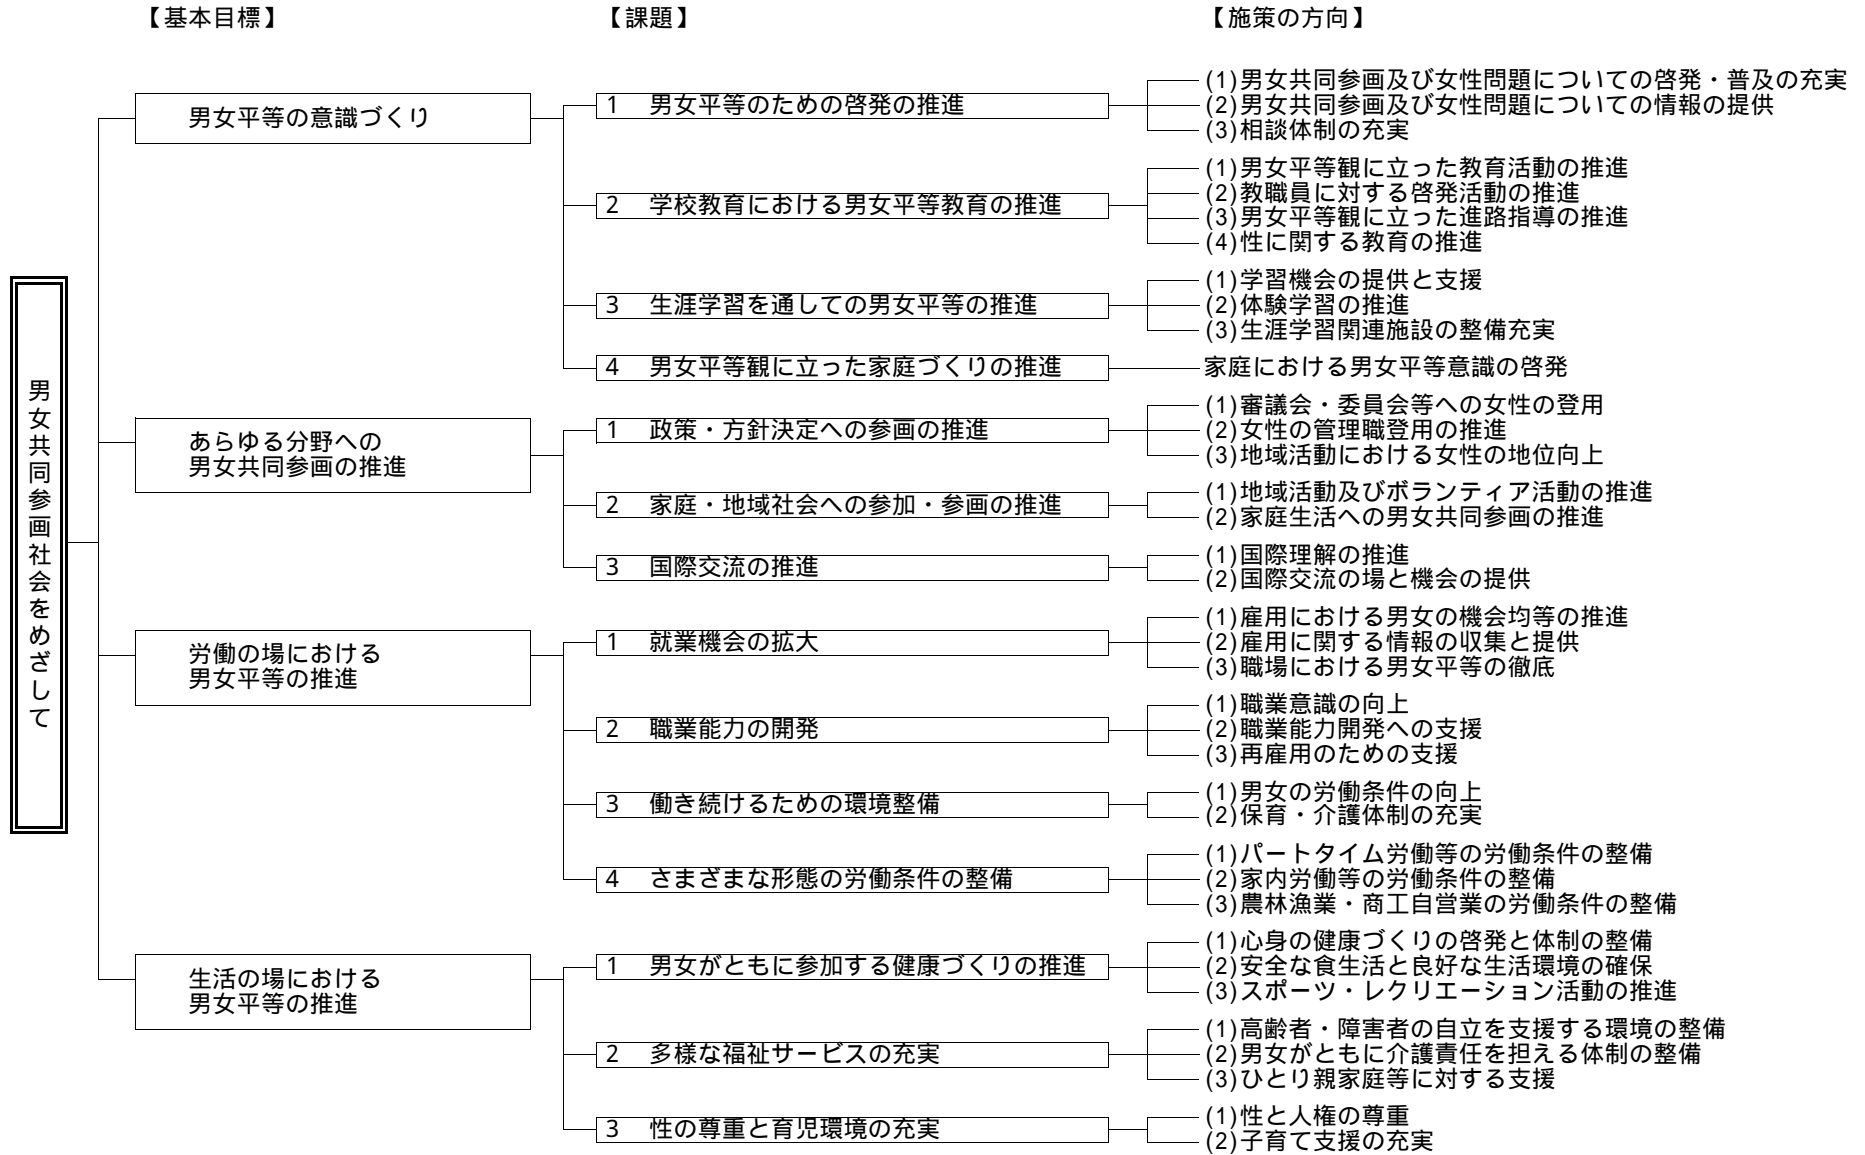 【基本目標】
【課題】
【施策の方向】
男女共同参画社会をめざして
男女平等の意識づくり
1 男女平等のための啓発の推進
(1)男女共同参画及び女性問題についての啓発・普及の充実
(2)男女共同参画及び女性問題についての情報の提供
(3)相談体制の充実
2 学校教育における男女平等教育の推進
(1)男女平等観に立った教育活動の推進
(2)教職員に対する啓発活動の推進
(3)男女平等観に立った進路指導の推進
(4)性に関する教育の推進
3 生涯学習を通しての男女平等の推進
(1)学習機会の提供と支援
(2)体験学習の推進
(3)生涯学習関連施設の整備充実
4 男女平等観に立った家庭づくりの推進
家庭における男女平等意識の啓発
あらゆる分野への
男女共同参画の推進
1 政策・方針決定への参画の推進
(1)審議会・委員会等への女性の登用
(2)女性の管理職登用の推進
(3)地域活動における女性の地位向上
2 家庭・地域社会への参加・参画の推進
(1)地域活動及びボランティア活動の推進
(2)家庭生活への男女共同参画の推進
3 国際交流の推進
(1)国際理解の推進
(2)国際交流の場と機会の提供
労働の場における
男女平等の推進
1 就業機会の拡大
(1)雇用における男女の機会均等の推進
(2)雇用に関する情報の収集と提供
(3)職場における男女平等の徹底
2 職業能力の開発
(1)職業意識の向上
(2)職業能力開発への支援
(3)再雇用のための支援
3 働き続けるための環境整備
(1)男女の労働条件の向上
(2)保育・介護体制の充実
4 さまざまな形態の労働条件の整備
(1)パートタイム労働等の労働条件の整備
(2)家内労働等の労働条件の整備
(3)農林漁業・商工自営業の労働条件の整備
生活の場における
男女平等の推進
1 男女がともに参加する健康づくりの推進
(1)心身の健康づくりの啓発と体制の整備
(2)安全な食生活と良好な生活環境の確保
(3)スポーツ・レクリエーション活動の推進
2 多様な福祉サービスの充実
(1)高齢者・障害者の自立を支援する環境の整備
(2)男女がともに介護責任を担える体制の整備
(3)ひとり親家庭等に対する支援
3 性の尊重と育児環境の充実
(1)性と人権の尊重
(2)子育て支援の充実